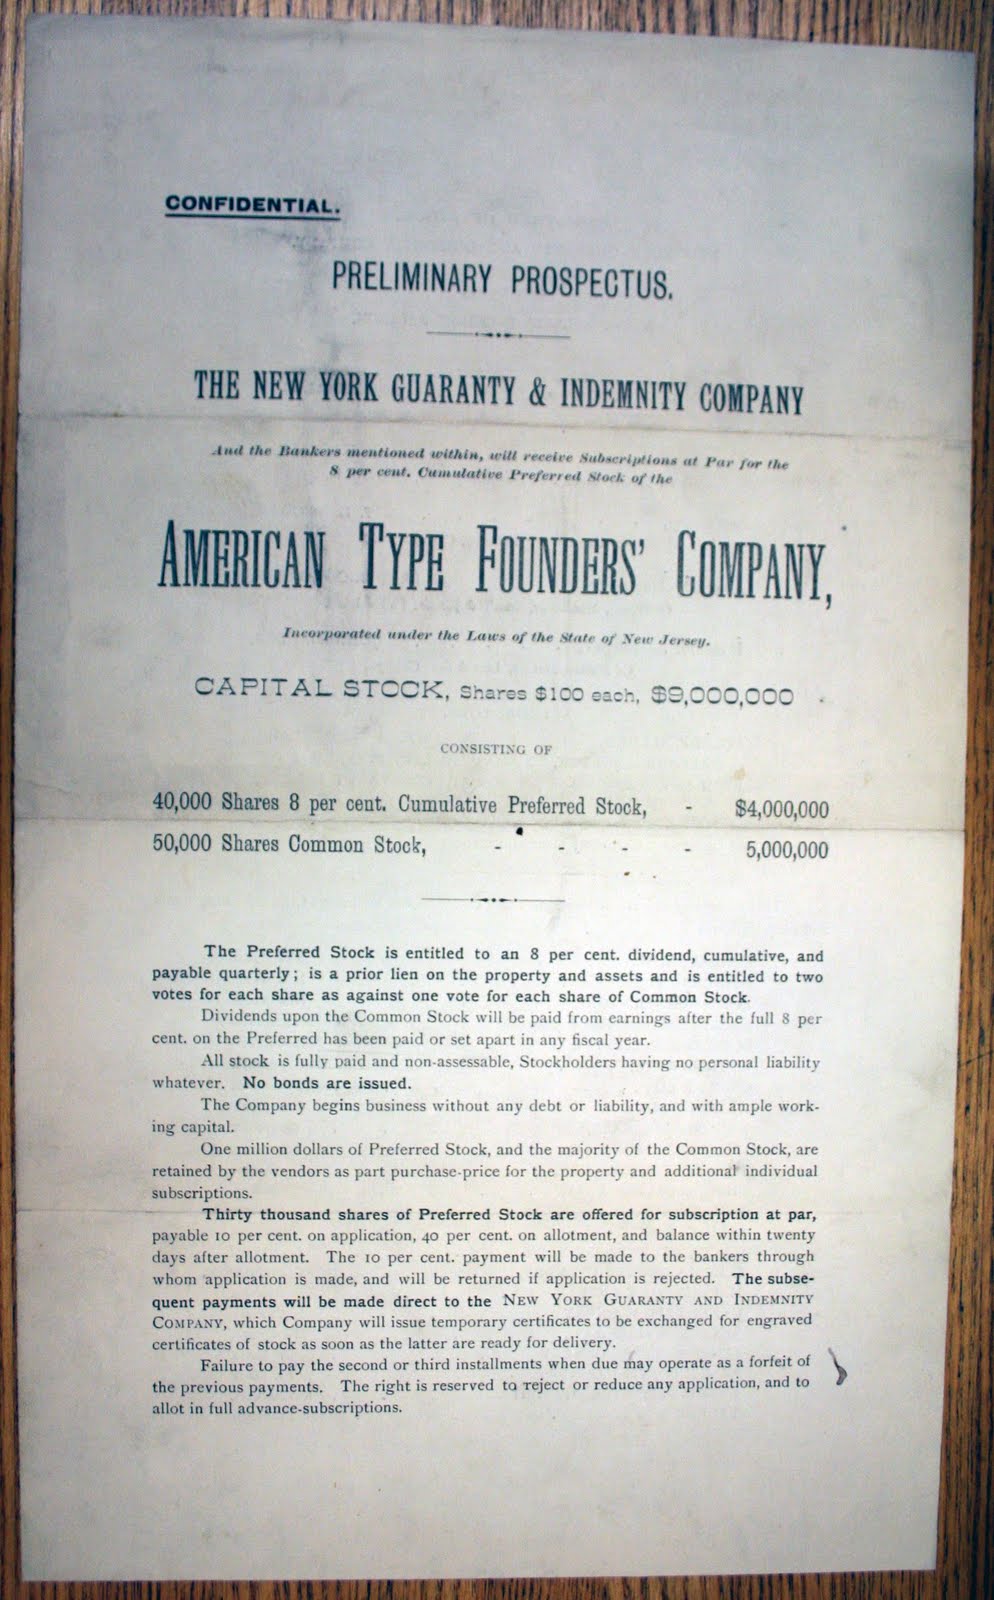 CONFIDENTIAL.
PRELIMINARY PROSPECTUS.
THE NEW YORK GUARANTY & INDEMNITY COMPANY
And the Bankers mentioned within, will receive Subscriptions at Par for the
8 per cent. Cumulative Preferred Stock of the
AMERICAN TYPE FOUNDERS' COMPANY,
Incorporated under the Laws of the State of New Jersey.
CAPITAL STOCK, Shares $100 each, $9,000,000
CONSISTING OF
40,000 Shares 8 per cent. Cumulative Preferred Stock, - $4,000,000
50,000 Shares Common Stock, - - - - 5,000,000
The Preferred Stock is entitled to an 8 per cent. dividend, cumulative, and
payable quarterly; is a prior lien on the property and assets and is entitled to two
votes for each share as against one vote for each share of Common Stock.
Dividends upon the Common Stock will be paid from earnings after the full 8 per
cent. on the Preferred has been paid or set apart in any fiscal year.
All stock is fully paid and non-assessable, Stockholders having no personal liability
whatever. No bonds are issued.
The Company begins business without any debt or liability, and with ample work-
ing capital.
One million dollars of Preferred Stock, and the majority of the Common Stock, are
retained by the vendors as part purchase-price for the property and additional individual
subscriptions.
Thirty thousand shares of Preferred Stock are offered for subscription at par,
payable 10 per cent. on application, 40 per cent. on allotment, and balance within twenty
days after allotment. The 10 per cent. payment will be made to the bankers through
whom application is made, and will be returned if application is rejected. The subse-
quent payments will be made direct to the NEW YORK GUARANTY AND INDEMNITY
COMPANY, which Company will issue temporary certificates to be exchanged for engraved
certificates of stock as soon as the latter are ready for delivery.
Failure to pay the second or third installments when due may operate as a forfeit of
the previous payments. The right is reserved to reject or reduce any application, and to
allot in full advance-subscriptions.